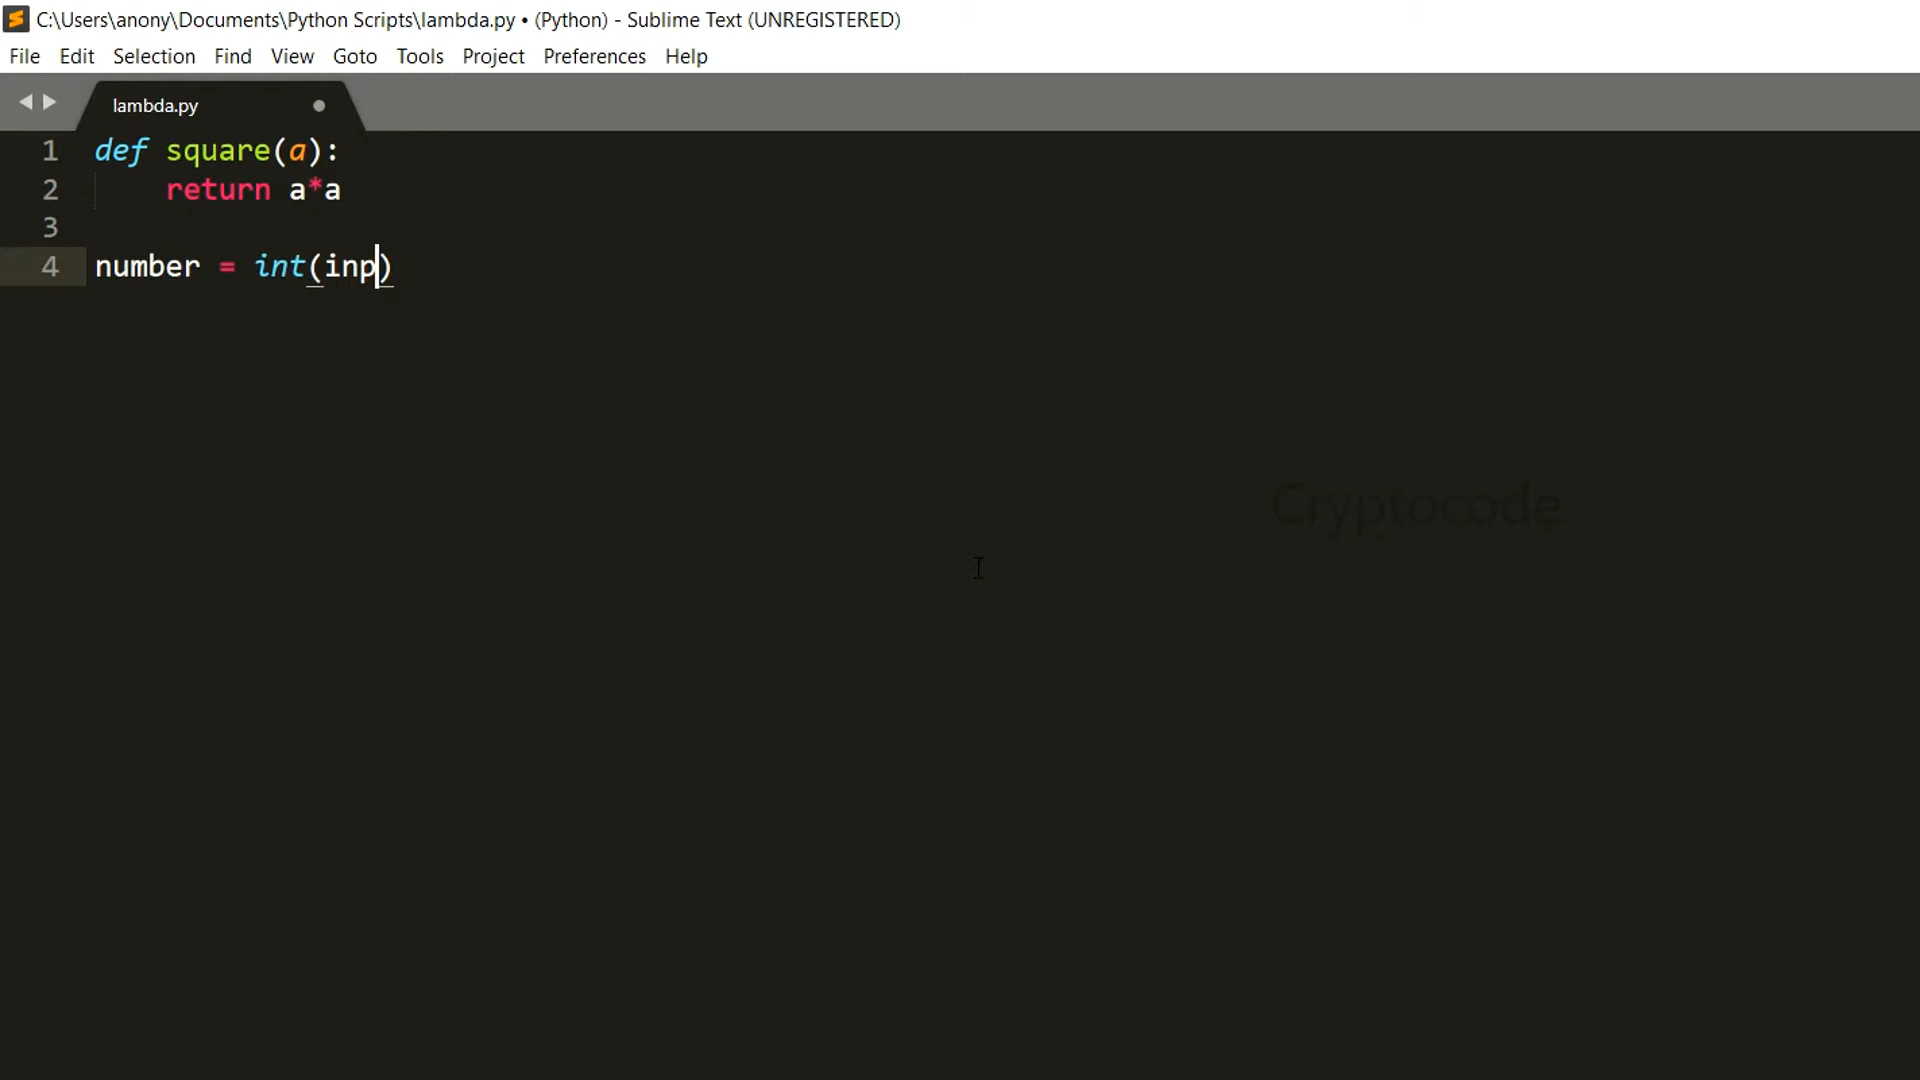 C:\Users\anony\Documents\Python Scripts\lambda.py • (Python) - Sublime Text (UNREGISTERED)
File Edit Selection Find View Goto Tools Project Preferences Help
lambda.py
1 def square(a):
2 return a*a
3
4 number = int(inp)
Cryptocode